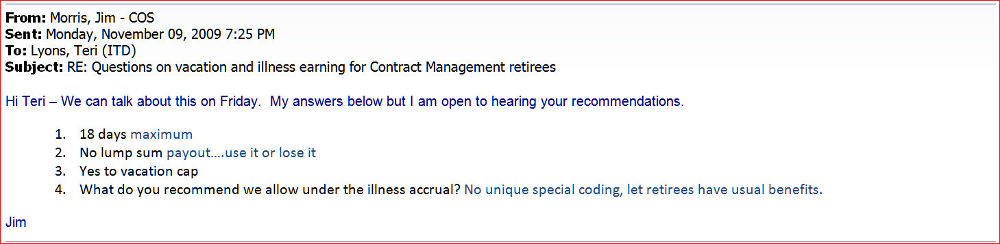 From: Morris, Jim - COS
Sent: Monday, November 09, 2009 7:25 PM
To: Lyons, Teri (ITD)
Subject: RE: Questions on vacation and illness earning for Contract Management retirees
Hi Teri – We can talk about this on Friday.  My answers below but I am open to hearing your recommendations.
1. 18 days maximum
2. No lump sum payout….use it or lose it
3. Yes to vacation cap
4. What do you recommend we allow under the illness accrual? No unique special coding, let retirees have usual benefits.
Jim